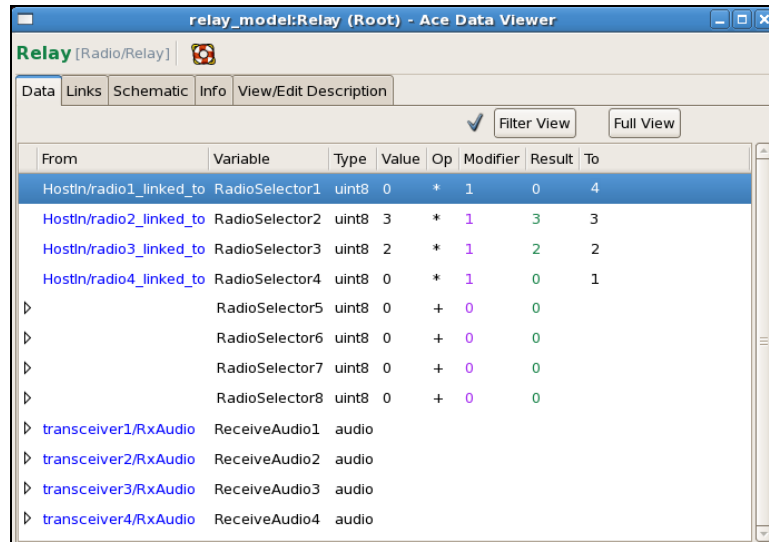 relay_model:Relay (Root) - Ace Data Viewer
Relay [Radio/Relay]
Data Links Schematic Info View/Edit Description
Filter View Full View
From Variable Type Value Op Modifier Result To
HostIn/radio1_linked_to RadioSelector1 uint8 0 * 1 0 4
HostIn/radio2_linked_to RadioSelector2 uint8 3 * 1 3 3
HostIn/radio3_linked_to RadioSelector3 uint8 2 * 1 2 2
HostIn/radio4_linked_to RadioSelector4 uint8 0 * 1 0 1
RadioSelector5 uint8 0 + 0 0
RadioSelector6 uint8 0 + 0 0
RadioSelector7 uint8 0 + 0 0
RadioSelector8 uint8 0 + 0 0
transceiver1/RxAudio ReceiveAudio1 audio
transceiver2/RxAudio ReceiveAudio2 audio
transceiver3/RxAudio ReceiveAudio3 audio
transceiver4/RxAudio ReceiveAudio4 audio